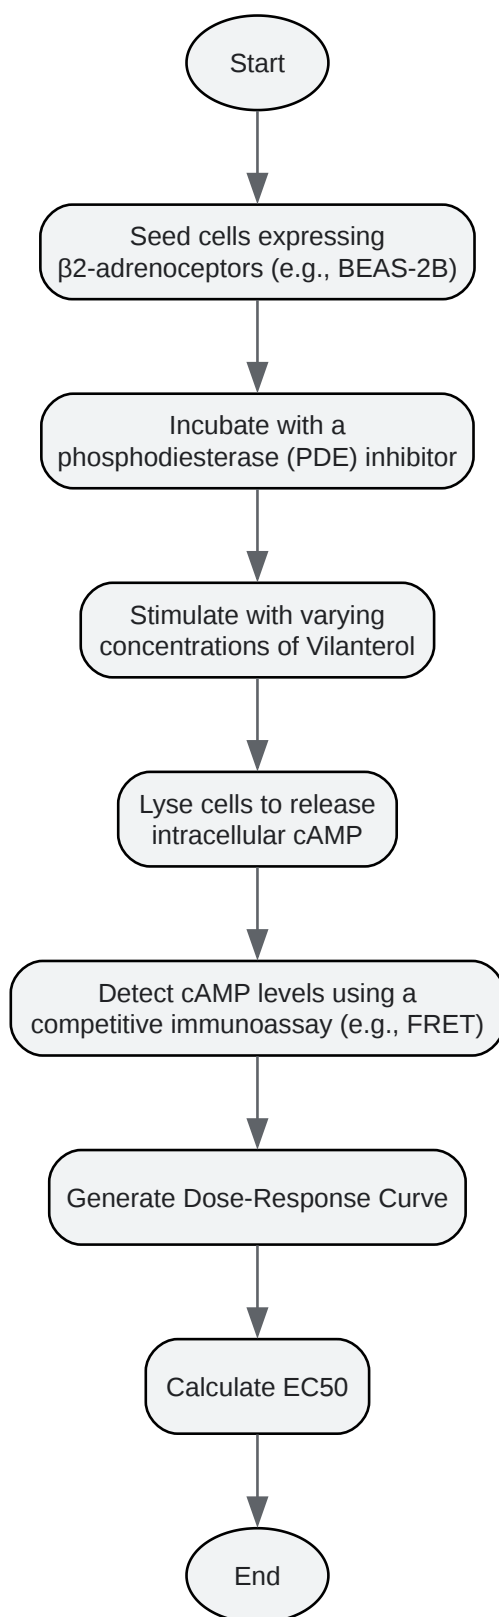 Start
Seed cells expressing
β2-adrenoceptors (e.g., BEAS-2B)
Incubate with a
phosphodiesterase (PDE) inhibitor
Stimulate with varying
concentrations of Vilanterol
Lyse cells to release
intracellular cAMP
Detect cAMP levels using a
competitive immunoassay (e.g., FRET)
Generate Dose-Response Curve
Calculate EC50
End